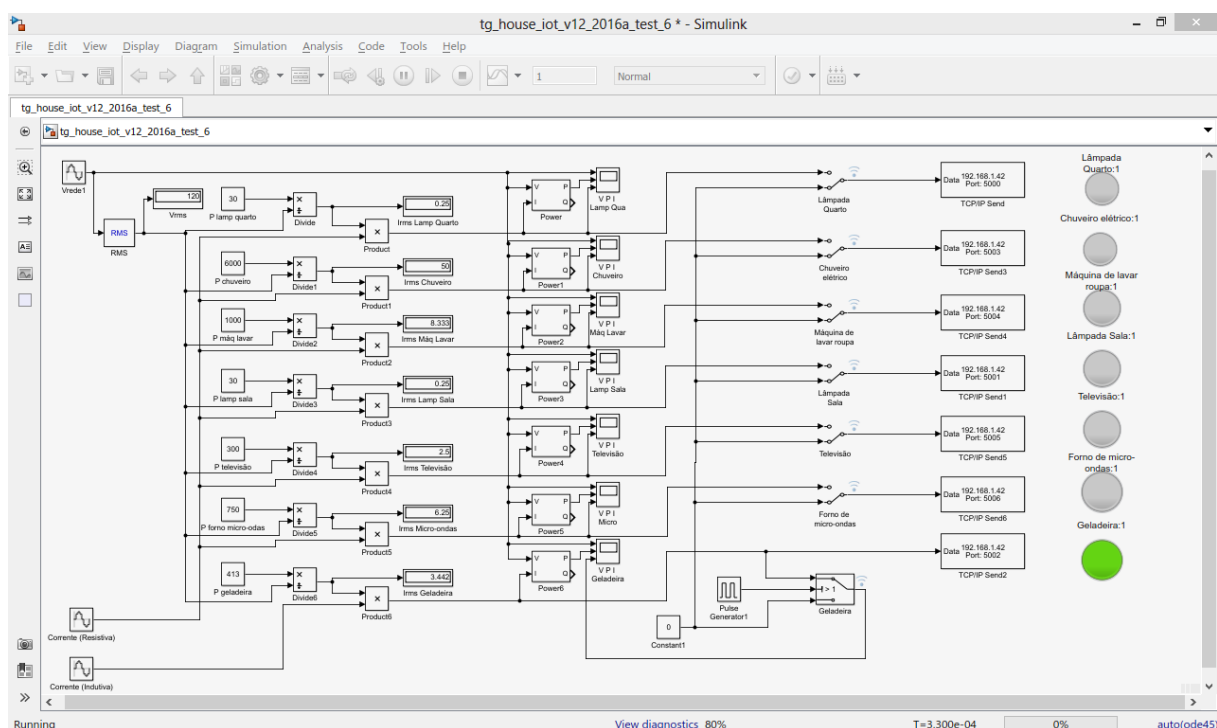 tg_house_iot_v12_2016a_test_6 * - Simulink
File Edit View Display Diagram Simulation Analysis Code Tools Help
1 Normal
tg_house_iot_v12_2016a_test_6
tg_house_iot_v12_2016a_test_6
Vrede1
RMS
RMS
120
Vrms
30
P lamp quarto
Divide
0.25
Irms Lamp Quarto
Product
V P
I Q
Power
V P I
Lamp Qua
Lâmpada
Quarto
Data 192.168.1.42
Port: 5000
TCP/IP Send
Lâmpada
Quarto:1
6000
P chuveiro
Divide1
50
Irms Chuveiro
Product1
V P
I Q
Power1
V P I
Chuveiro
Chuveiro
elétrico
Data 192.168.1.42
Port: 5003
TCP/IP Send3
Chuveiro elétrico:1
1000
P máq lavar
Divide2
8.333
Irms Máq Lavar
Product2
V P
I Q
Power2
V P I
Máq Lavar
Máquina de
lavar roupa
Data 192.168.1.42
Port: 5004
TCP/IP Send4
Máquina de lavar
roupa:1
30
P lamp sala
Divide3
0.25
Irms Lamp Sala
Product3
V P
I Q
Power3
V P I
Lamp Sala
Lâmpada
Sala
Data 192.168.1.42
Port: 5001
TCP/IP Send1
Lâmpada Sala:1
300
P televisão
Divide4
2.5
Irms Televisão
Product4
V P
I Q
Power4
V P I
Televisão
Televisão
Data 192.168.1.42
Port: 5005
TCP/IP Send5
Televisão:1
750
P forno micro-odas
Divide5
6.25
Irms Micro-ondas
Product5
V P
I Q
Power5
V P I
Micro
Forno de
micro-ondas
Data 192.168.1.42
Port: 5006
TCP/IP Send6
Forno de micro-
ondas:1
413
P geladeira
Divide6
3.442
Irms Geladeira
Product6
V P
I Q
Power6
V P I
Geladeira
Data 192.168.1.42
Port: 5002
TCP/IP Send2
Geladeira:1
Pulse
Generator1
> 1
Geladeira
0
Constant1
Corrente (Resistiva)
Corrente (Indutiva)
Running View diagnostics 80% T=3.300e-04 0% auto(ode45)